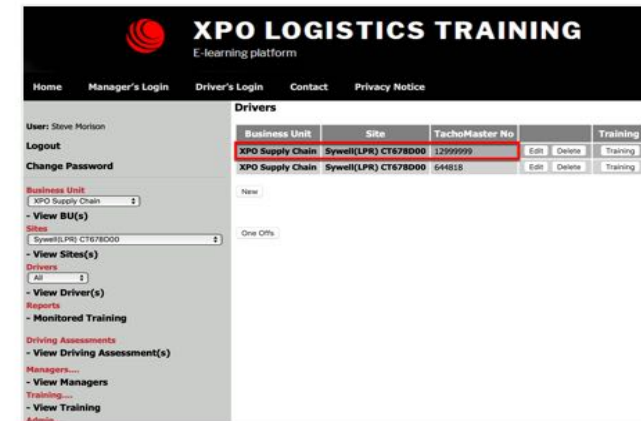 XPO LOGISTICS TRAINING
E-learning platform
Home Manager's Login Driver's Login Contact Privacy Notice
User: Steve Morison
Logout
Change Password
Business Unit
XPO Supply Chain
- View BU(s)
Sites
Sywell(LPR) CT678D00
- View Sites(s)
Drivers
All
- View Driver(s)
Reports
- Monitored Training
Driving Assessments
- View Driving Assessment(s)
Managers....
- View Managers
Training....
- View Training
Admin
Drivers
Business Unit Site TachoMaster No Training
XPO Supply Chain Sywell(LPR) CT678D00 12999999 Edit Delete Training
XPO Supply Chain Sywell(LPR) CT678D00 644818 Edit Delete Training
New
One Offs